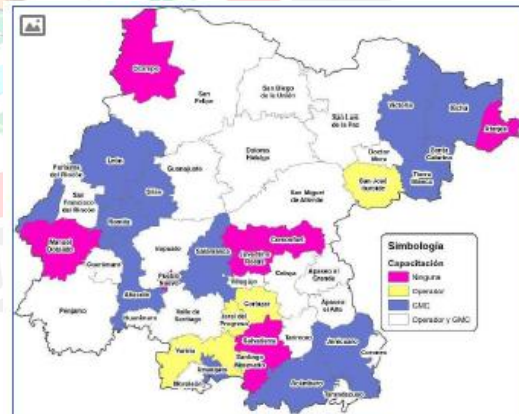 Ocampo
San
Felipe
San Diego
de la Unión
San Luis
de la Paz
Victoria
Xichú
Atarjea
Santa
Catarina
Doctor
Mora
Tierra
Blanca
San José
Iturbide
Dolores
Hidalgo
León
Guanajuato
Silao
San Miguel
de Allende
Purísima
del Rincón
San
Francisco
del Rincón
Romita
Manuel
Doblado
Irapuato
Salamanca
Comonfort
Cuerámaro
Pueblo
Nuevo
Celaya
Apaseo el
Grande
Villagrán
Pénjamo
Abasolo
Huanímaro
Valle de
Santiago
Cortazar
Jaral del
Progreso
Apaseo
el Alto
Salvatierra
Tarimoro
Jerécuaro
Coroneo
Yuriria
Santiago
Maravatío
Uriangato
Moroleón
Acámbaro
Tarandacuao
Simbología
Capacitación
Ninguna
Operador
GMC
Operador y GMC